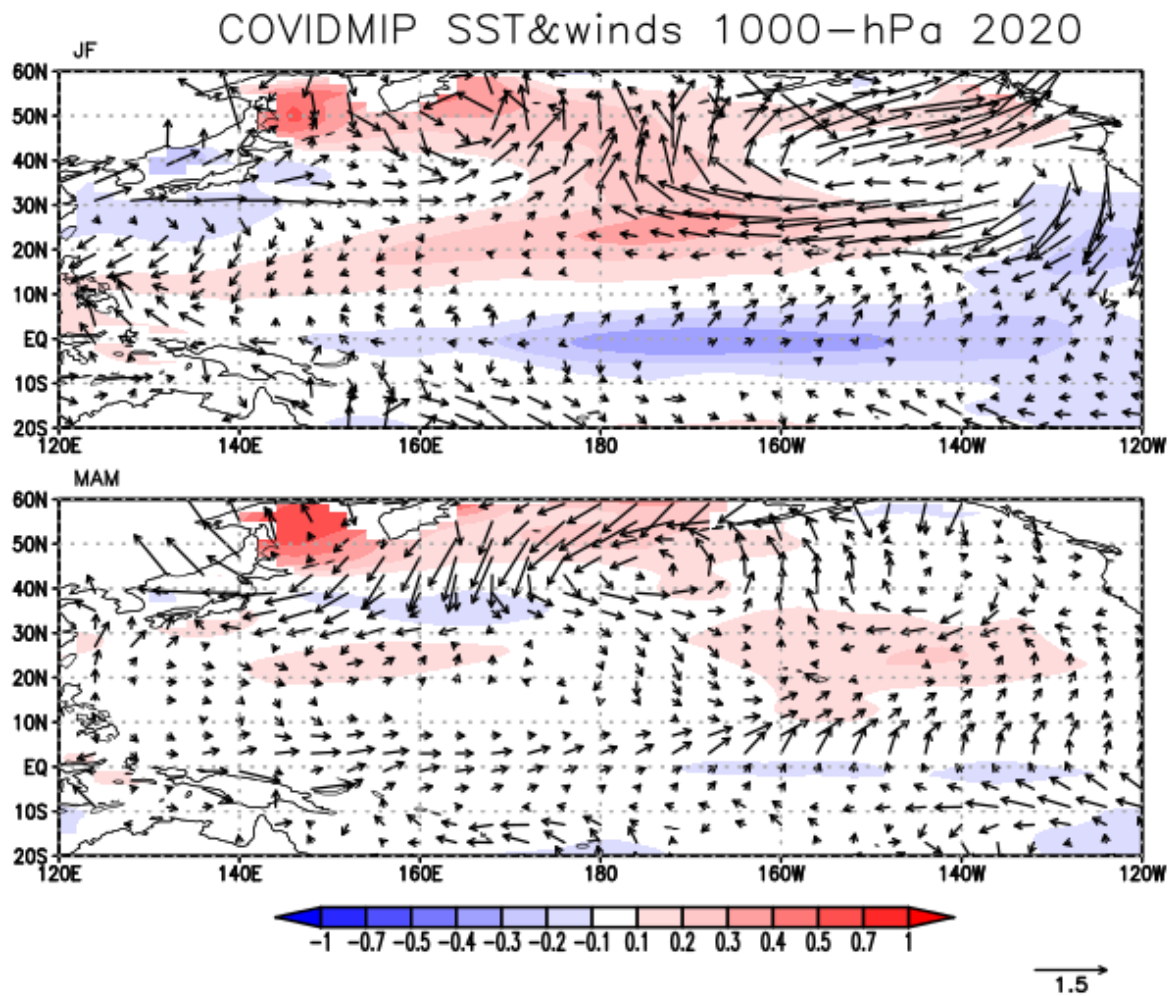 COVIDMIP SST&winds 1000-hPa 2020
JF
60N
50N
40N
30N
20N
10N
EQ
10S
20S
120E 140E 160E 180 160W 140W 120W
MAM
60N
50N
40N
30N
20N
10N
EQ
10S
20S
120E 140E 160E 180 160W 140W 120W
-1 -0.7 -0.5 -0.4 -0.3 -0.2 -0.1 0.1 0.2 0.3 0.4 0.5 0.7 1
1.5